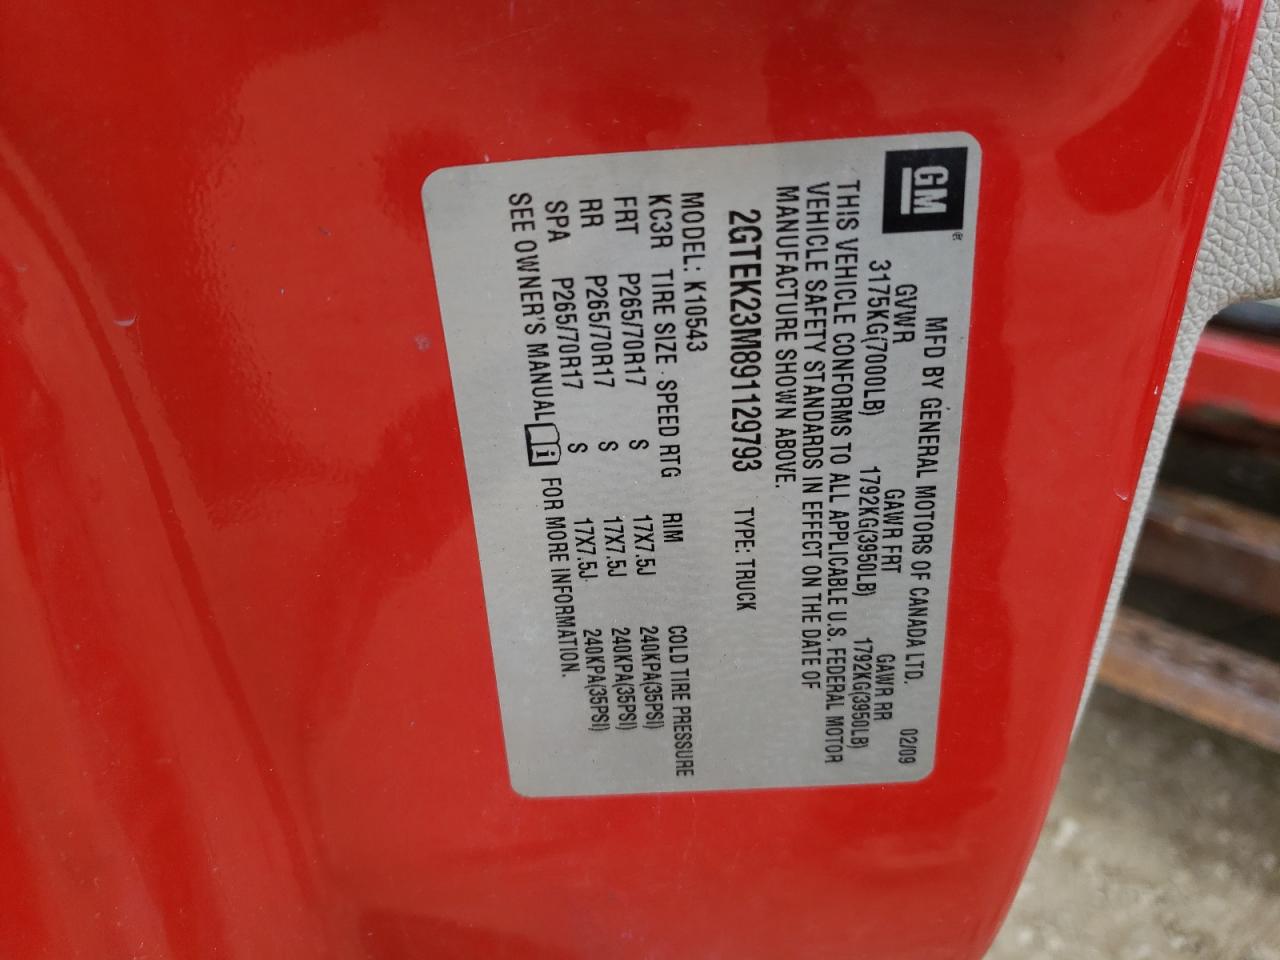 GM ®
MFD BY GENERAL MOTORS OF CANADA LTD. 02/09
GVWR GAWR FRT GAWR RR
3175KG(7000LB) 1792KG(3950LB) 1792KG(3950LB)
THIS VEHICLE CONFORMS TO ALL APPLICABLE U.S. FEDERAL MOTOR
VEHICLE SAFETY STANDARDS IN EFFECT ON THE DATE OF
MANUFACTURE SHOWN ABOVE.
2GTEK23M891129793 TYPE: TRUCK
MODEL: K10543
KC3R TIRE SIZE SPEED RTG RIM COLD TIRE PRESSURE
FRT P265/70R17 S 17X7.5J 240KPA(35PSI)
RR P265/70R17 S 17X7.5J 240KPA(35PSI)
SPA P265/70R17 S 17X7.5J 240KPA(35PSI)
SEE OWNER'S MANUAL i FOR MORE INFORMATION.